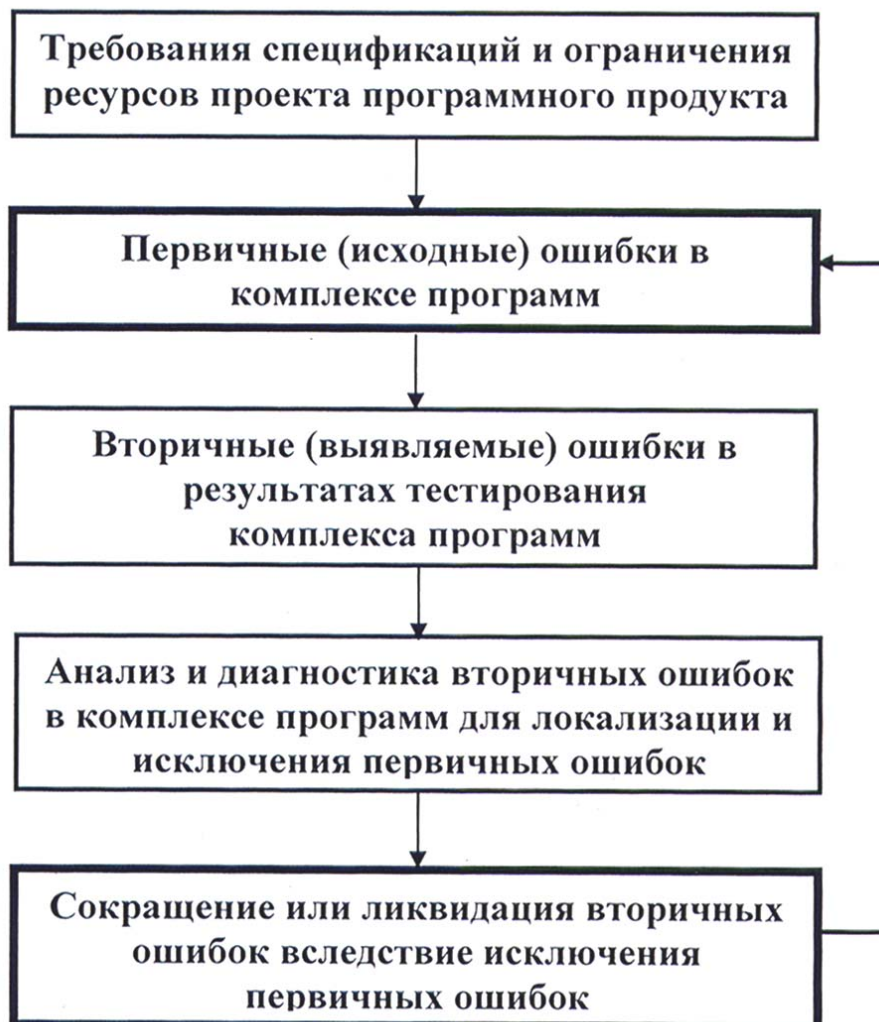 Требования спецификаций и ограничения
ресурсов проекта программного продукта
Первичные (исходные) ошибки в
комплексе программ
Вторичные (выявляемые) ошибки в
результатах тестирования
комплекса программ
Анализ и диагностика вторичных ошибок
в комплексе программ для локализации и
исключения первичных ошибок
Сокращение или ликвидация вторичных
ошибок вследствие исключения
первичных ошибок